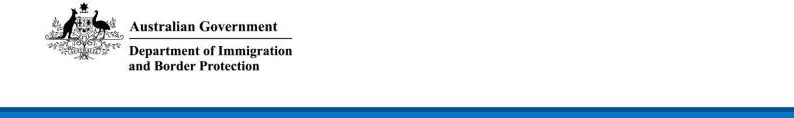 Australian Government
Department of Immigration
and Border Protection